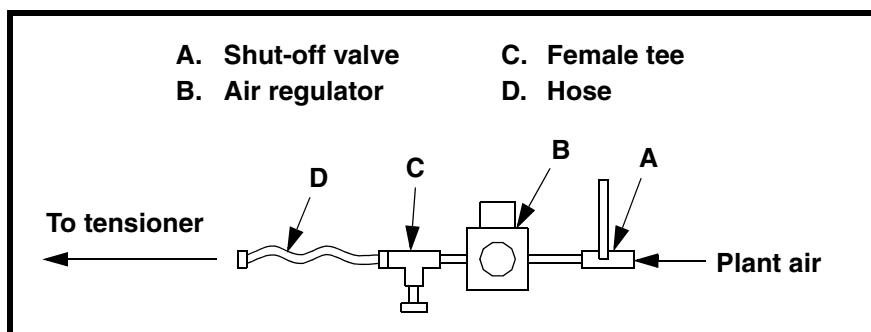 A. Shut-off valve
B. Air regulator
C. Female tee
D. Hose
B
A
C
D
To tensioner
Plant air